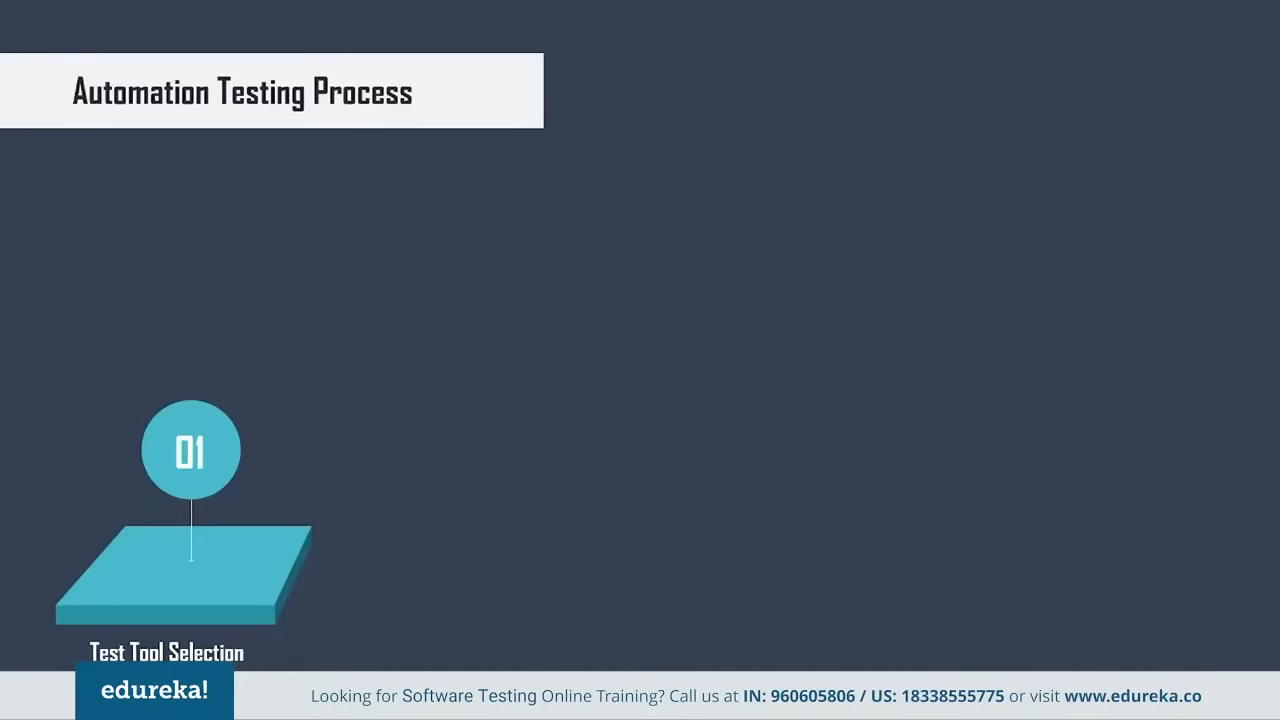 Automation Testing Process
01
Test Tool Selection
edureka!
Looking for Software Testing Online Training? Call us at IN: 960605806 / US: 18338555775 or visit www.edureka.co